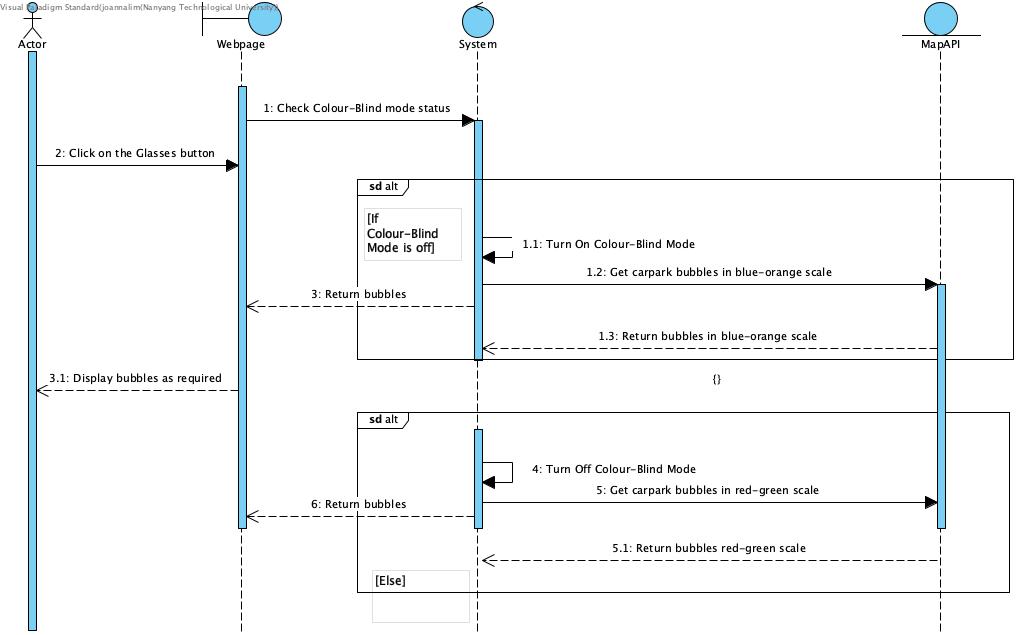 Visual Paradigm Standard(joannalim(Nanyang Technological University))
Actor
Webpage
System
MapAPI
1: Check Colour-Blind mode status
2: Click on the Glasses button
sd alt
[If
Colour-Blind
Mode is off]
1.1: Turn On Colour-Blind Mode
1.2: Get carpark bubbles in blue-orange scale
3: Return bubbles
1.3: Return bubbles in blue-orange scale
3.1: Display bubbles as required
{}
sd alt
4: Turn Off Colour-Blind Mode
5: Get carpark bubbles in red-green scale
6: Return bubbles
5.1: Return bubbles red-green scale
[Else]